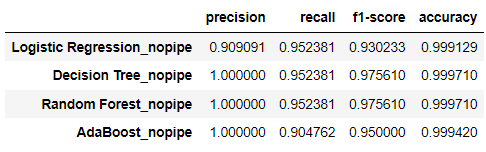 precision recall f1-score accuracy
Logistic Regression_nopipe 0.909091 0.952381 0.930233 0.999129
Decision Tree_nopipe 1.000000 0.952381 0.975610 0.999710
Random Forest_nopipe 1.000000 0.952381 0.975610 0.999710
AdaBoost_nopipe 1.000000 0.904762 0.950000 0.999420